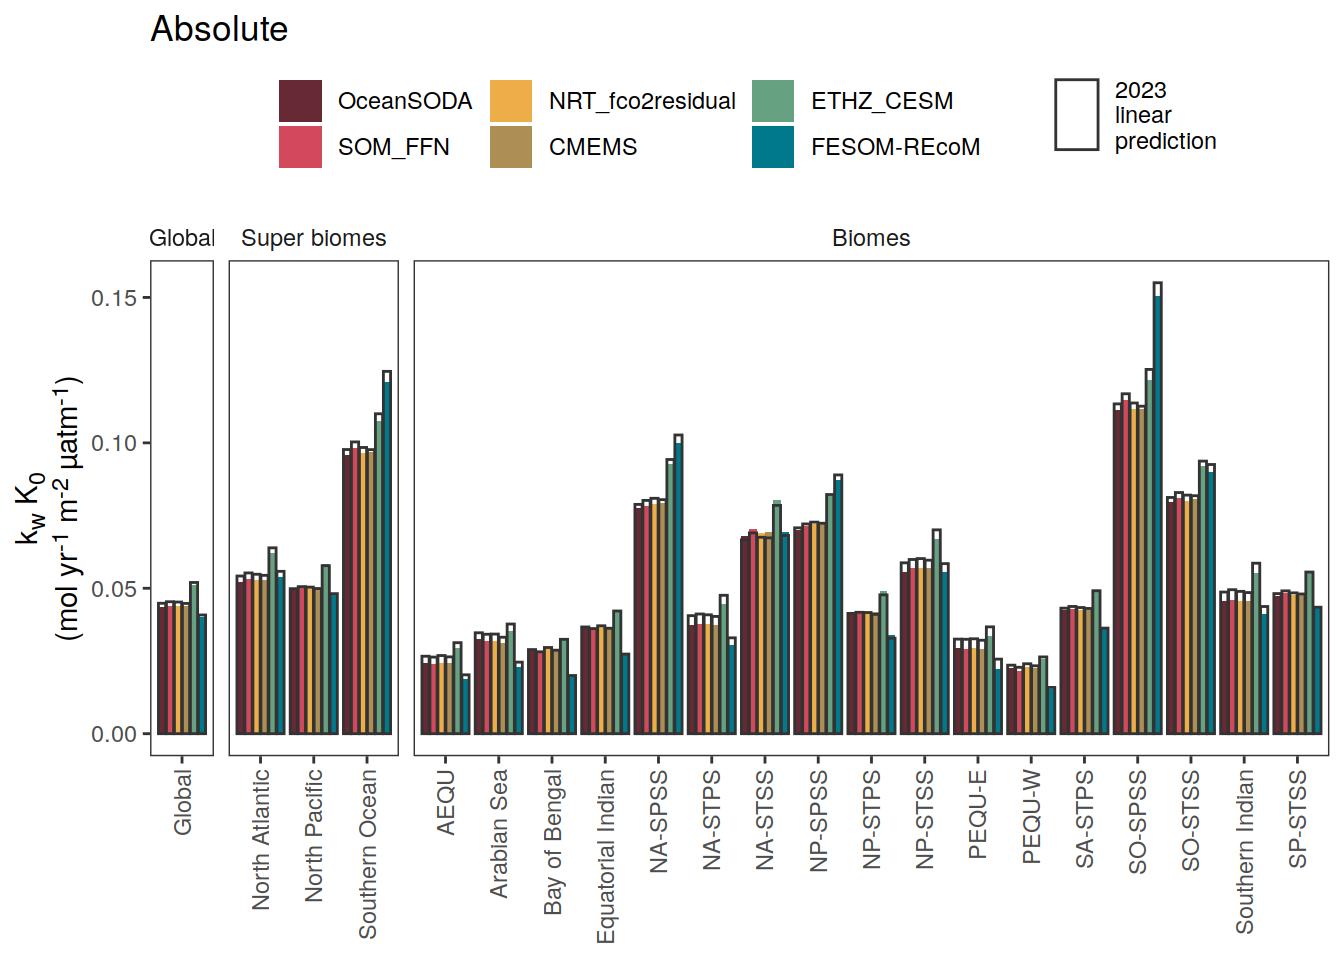 Absolute
OceanSODA
NRT_fco2residual
ETHZ_CESM
SOM_FFN
CMEMS
FESOM-REcoM
2023
linear
prediction
Global
Super biomes
Biomes
kw K0
(mol yr-1 m-2 µatm-1)
0.15
0.10
0.05
0.00
Global
North Atlantic
North Pacific
Southern Ocean
AEQU
Arabian Sea
Bay of Bengal
Equatorial Indian
NA-SPSS
NA-STPS
NA-STSS
NP-SPSS
NP-STPS
NP-STSS
PEQU-E
PEQU-W
SA-STPS
SO-SPSS
SO-STSS
Southern Indian
SP-STSS